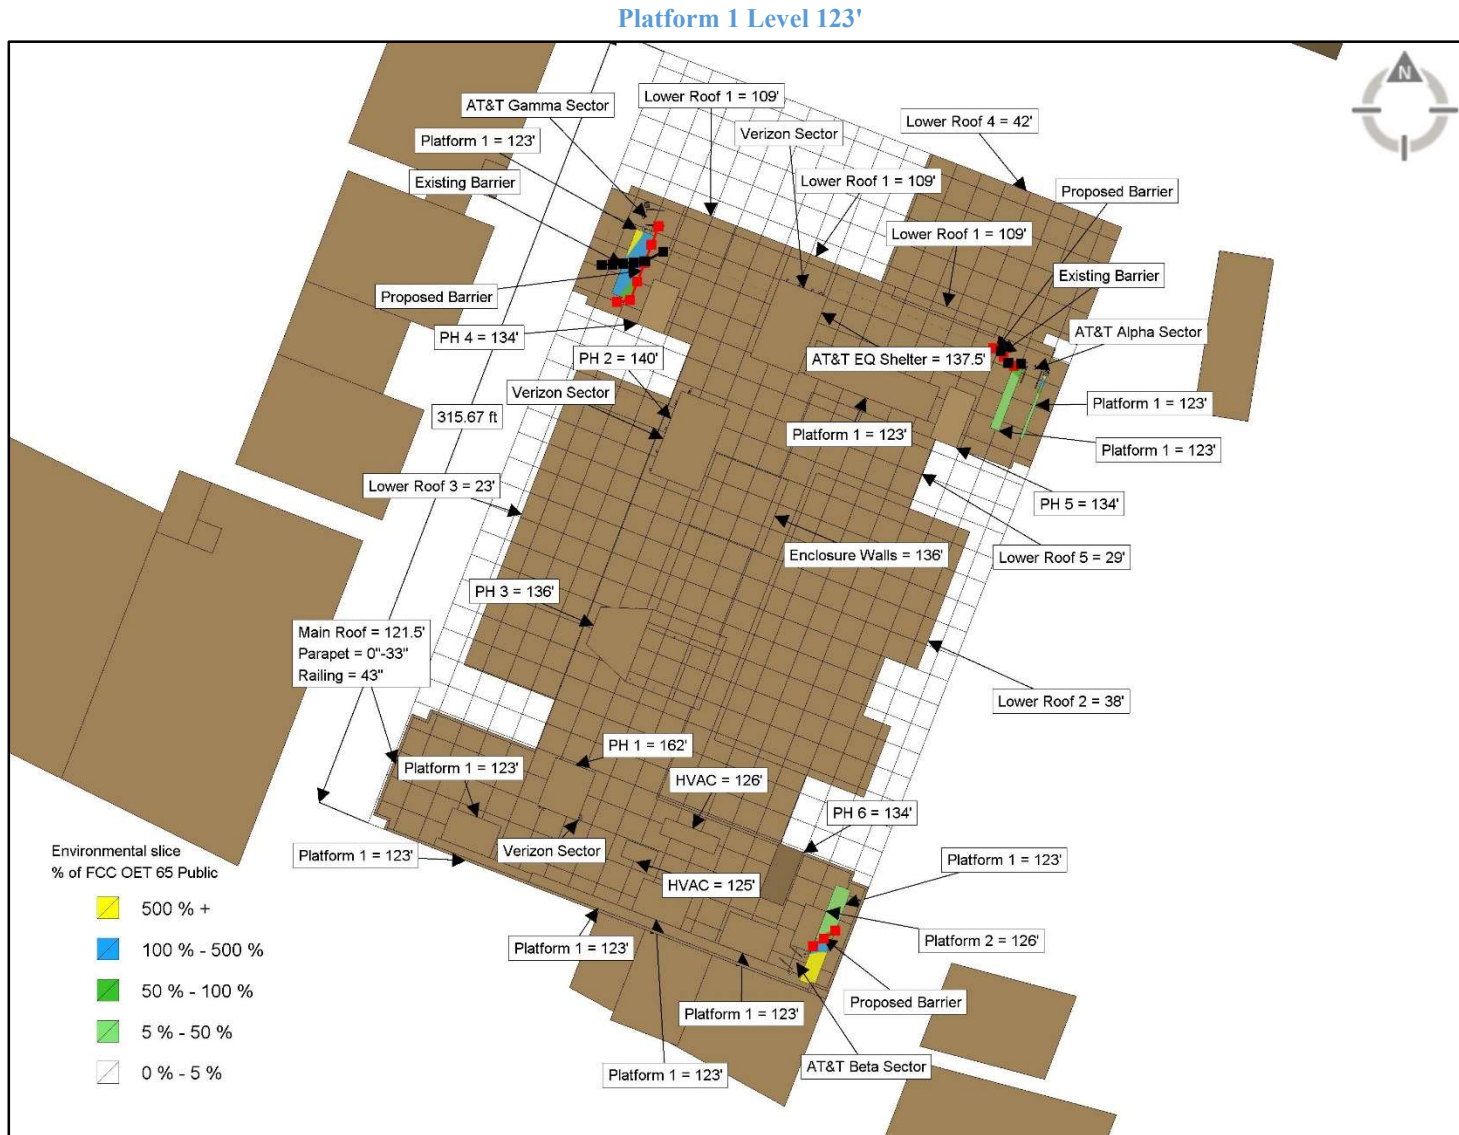 Platform 1 Level 123'
N
Lower Roof 1 = 109'
AT&T Gamma Sector
Verizon Sector
Lower Roof 4 = 42'
Platform 1 = 123'
Existing Barrier
Lower Roof 1 = 109'
Proposed Barrier
Lower Roof 1 = 109'
Existing Barrier
Proposed Barrier
AT&T Alpha Sector
PH 4 = 134'
PH 2 = 140'
AT&T EQ Shelter = 137.5'
Verizon Sector
Platform 1 = 123'
315.67 ft
Platform 1 = 123'
Platform 1 = 123'
Lower Roof 3 = 23'
PH 5 = 134'
Enclosure Walls = 136'
Lower Roof 5 = 29'
PH 3 = 136'
Main Roof = 121.5'
Parapet = 0"-33"
Railing = 43"
Lower Roof 2 = 38'
PH 1 = 162'
Platform 1 = 123'
HVAC = 126'
PH 6 = 134'
Verizon Sector
Platform 1 = 123'
Platform 1 = 123'
HVAC = 125'
Platform 2 = 126'
Platform 1 = 123'
Proposed Barrier
Platform 1 = 123'
AT&T Beta Sector
Platform 1 = 123'
Environmental slice
% of FCC OET 65 Public
500 % +
100 % - 500 %
50 % - 100 %
5 % - 50 %
0 % - 5 %